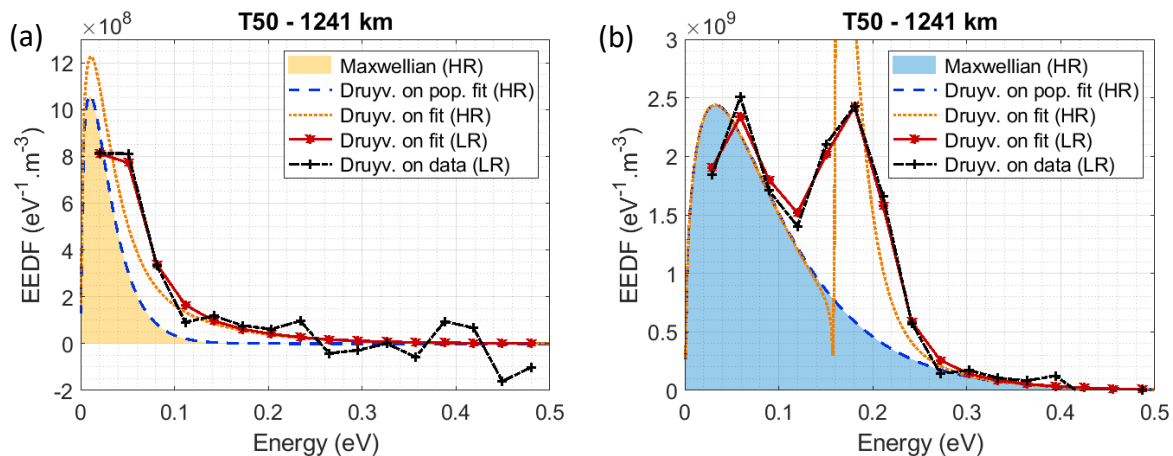 (a)
×10⁸
T50 - 1241 km
Maxwellian (HR)
Druyv. on pop. fit (HR)
Druyv. on fit (HR)
Druyv. on fit (LR)
Druyv. on data (LR)
12
10
8
6
4
2
0
-2
EEDF (eV⁻¹.m⁻³)
0
0.1
0.2
0.3
0.4
0.5
Energy (eV)
(b)
×10⁹
T50 - 1241 km
Maxwellian (HR)
Druyv. on pop. fit (HR)
Druyv. on fit (HR)
Druyv. on fit (LR)
Druyv. on data (LR)
3
2.5
2
1.5
1
0.5
0
EEDF (eV⁻¹.m⁻³)
0
0.1
0.2
0.3
0.4
0.5
Energy (eV)